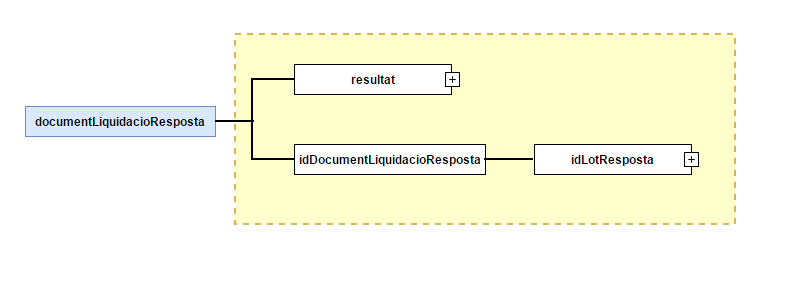 resultat
documentLiquidacioResposta
idDocumentLiquidacioResposta
idLotResposta